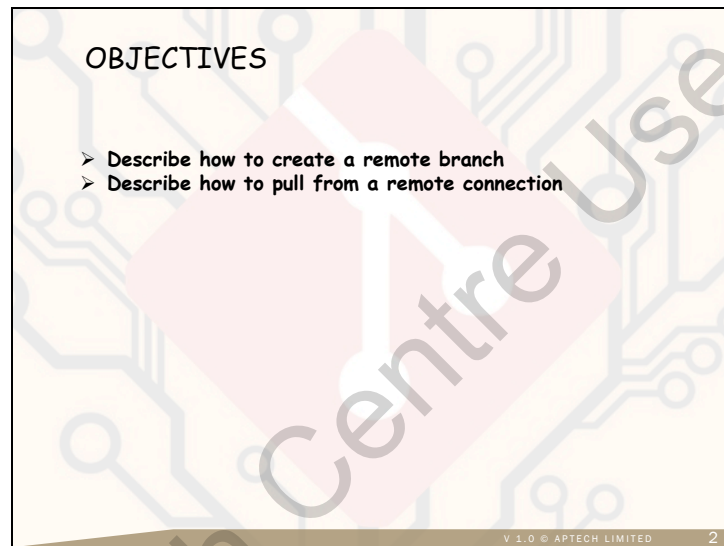 OBJECTIVES
➢ Describe how to create a remote branch
➢ Describe how to pull from a remote connection
Centre Use
V 1.0 © APTECH LIMITED 2